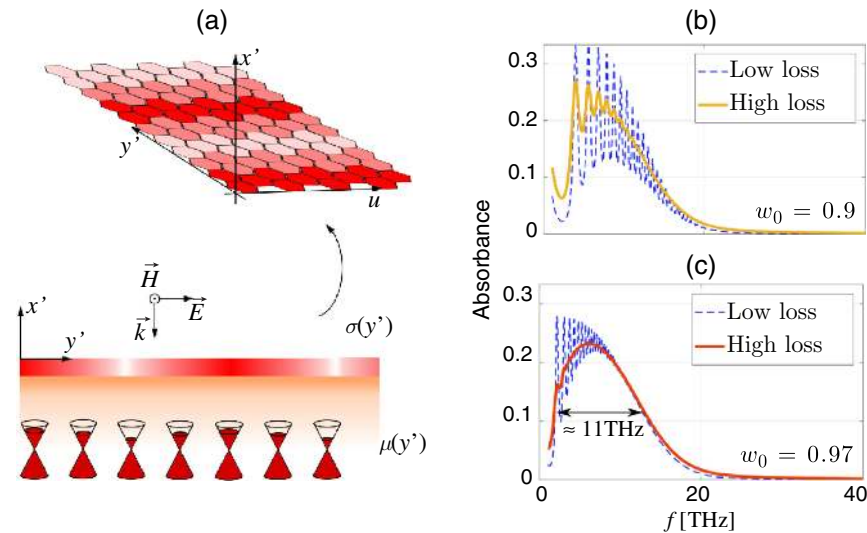 (a)
x'
y'
u
H
E
k
x'
y'
σ(y')
μ(y')
Absorbance
(b)
0.3
0.2
0.1
0
Low loss
High loss
w₀ = 0.9
(c)
0.3
0.2
0.1
0
Low loss
High loss
≈ 11THz
w₀ = 0.97
0 20 40
f [THz]